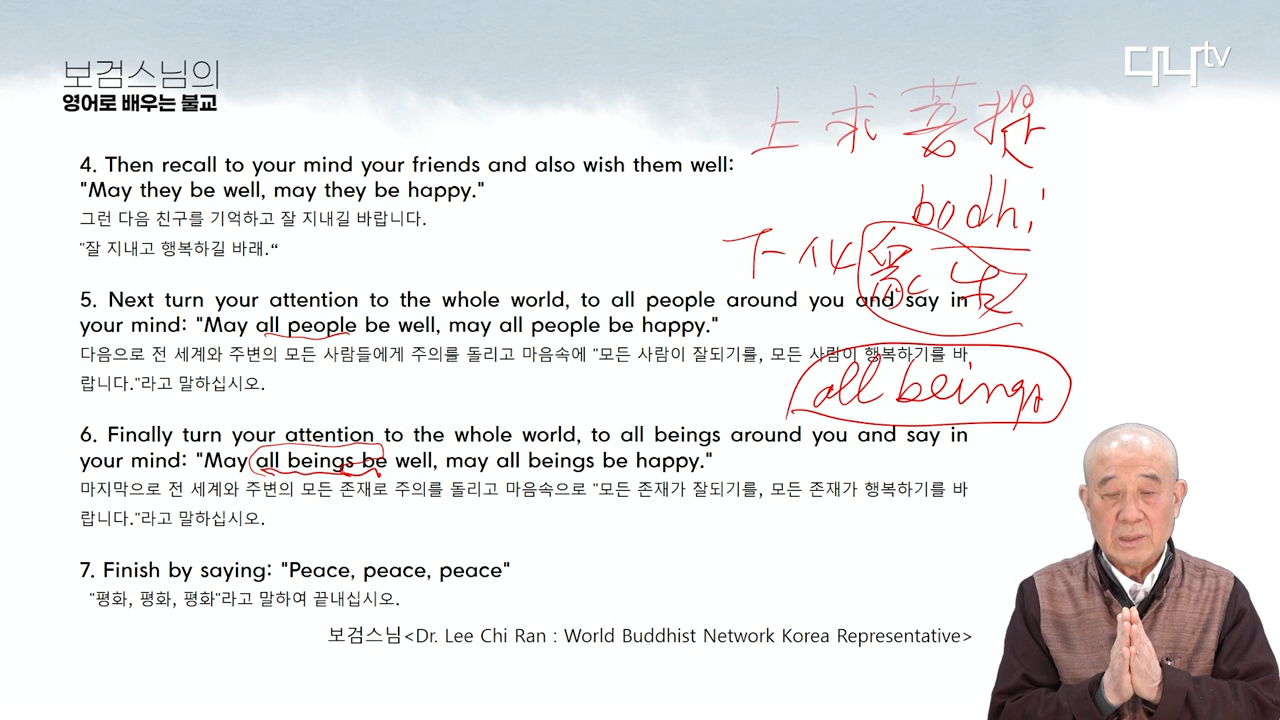 보검스님의
영어로 배우는 불교
디나tv
上求菩提
bodhi
下化衆生
all beings
4. Then recall to your mind your friends and also wish them well:
"May they be well, may they be happy."
그런 다음 친구를 기억하고 잘 지내길 바랍니다.
"잘 지내고 행복하길 바래.“
5. Next turn your attention to the whole world, to all people around you and say in
your mind: "May all people be well, may all people be happy."
다음으로 전 세계와 주변의 모든 사람들에게 주의를 돌리고 마음속에 "모든 사람이 잘되기를, 모든 사람이 행복하기를 바
랍니다."라고 말하십시오.
6. Finally turn your attention to the whole world, to all beings around you and say in
your mind: "May all beings be well, may all beings be happy."
마지막으로 전 세계와 주변의 모든 존재로 주의를 돌리고 마음속으로 "모든 존재가 잘되기를, 모든 존재가 행복하기를 바
랍니다."라고 말하십시오.
7. Finish by saying: "Peace, peace, peace"
"평화, 평화, 평화"라고 말하여 끝내십시오.
보검스님<Dr. Lee Chi Ran : World Buddhist Network Korea Representative>